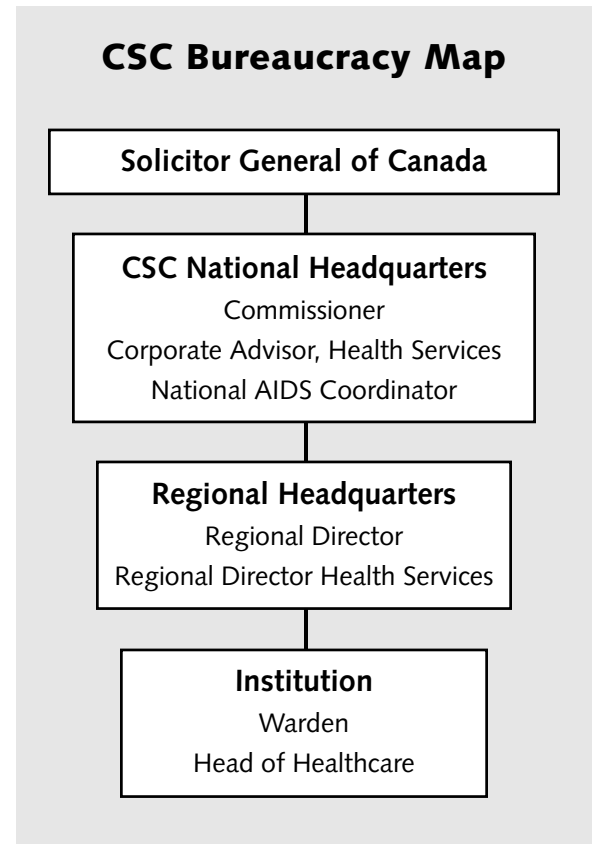 CSC Bureaucracy Map
Solicitor General of Canada
CSC National Headquarters
Commissioner
Corporate Advisor, Health Services
National AIDS Coordinator
Regional Headquarters
Regional Director
Regional Director Health Services
Institution
Warden
Head of Healthcare